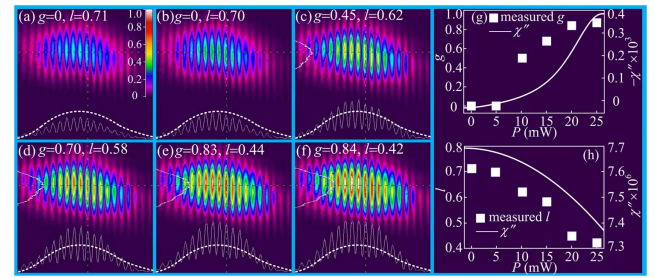 (a) g=0, l=0.71
1.0
0.8
0.6
0.4
0.2
0
(b) g=0, l=0.70
(c) g=0.45, l=0.62
(d) g=0.70, l=0.58
(e) g=0.83, l=0.44
(f) g=0.84, l=0.42
(g) measured g
χ″
1
0.8
0.6
0.4
0.2
0
g
0.4
0.3
0.2
0.1
0
−χ″×10³
0 5 10 15 20 25
P (mW)
(h)
measured l
χ″
0.8
0.7
0.6
0.5
0.4
l
7.7
7.6
7.5
7.4
7.3
0 5 10 15 20 25
P (mW)